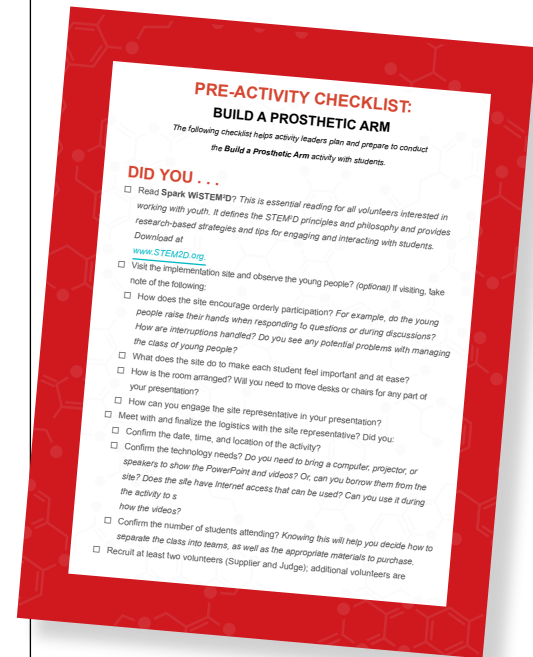 PRE-ACTIVITY CHECKLIST:
BUILD A PROSTHETIC ARM
The following checklist helps activity leaders plan and prepare to conduct
the Build a Prosthetic Arm activity with students.
DID YOU . . .
☐ Read Spark WiSTEM²D? This is essential reading for all volunteers interested in
working with youth. It defines the STEM²D principles and philosophy and provides
research-based strategies and tips for engaging and interacting with students.
Download at
www.STEM2D.org.
☐ Visit the implementation site and observe the young people? (optional) If visiting, take
note of the following:
☐ How does the site encourage orderly participation? For example, do the young
people raise their hands when responding to questions or during discussions?
How are interruptions handled? Do you see any potential problems with managing
the class of young people?
☐ What does the site do to make each student feel important and at ease?
☐ How is the room arranged? Will you need to move desks or chairs for any part of
your presentation?
☐ How can you engage the site representative in your presentation?
☐ Meet with and finalize the logistics with the site representative? Did you:
☐ Confirm the date, time, and location of the activity?
☐ Confirm the technology needs? Do you need to bring a computer, projector, or
speakers to show the PowerPoint and videos? Or, can you borrow them from the
site? Does the site have Internet access that can be used? Can you use it during
the activity to s
how the videos?
☐ Confirm the number of students attending? Knowing this will help you decide how to
separate the class into teams, as well as the appropriate materials to purchase.
☐ Recruit at least two volunteers (Supplier and Judge); additional volunteers are